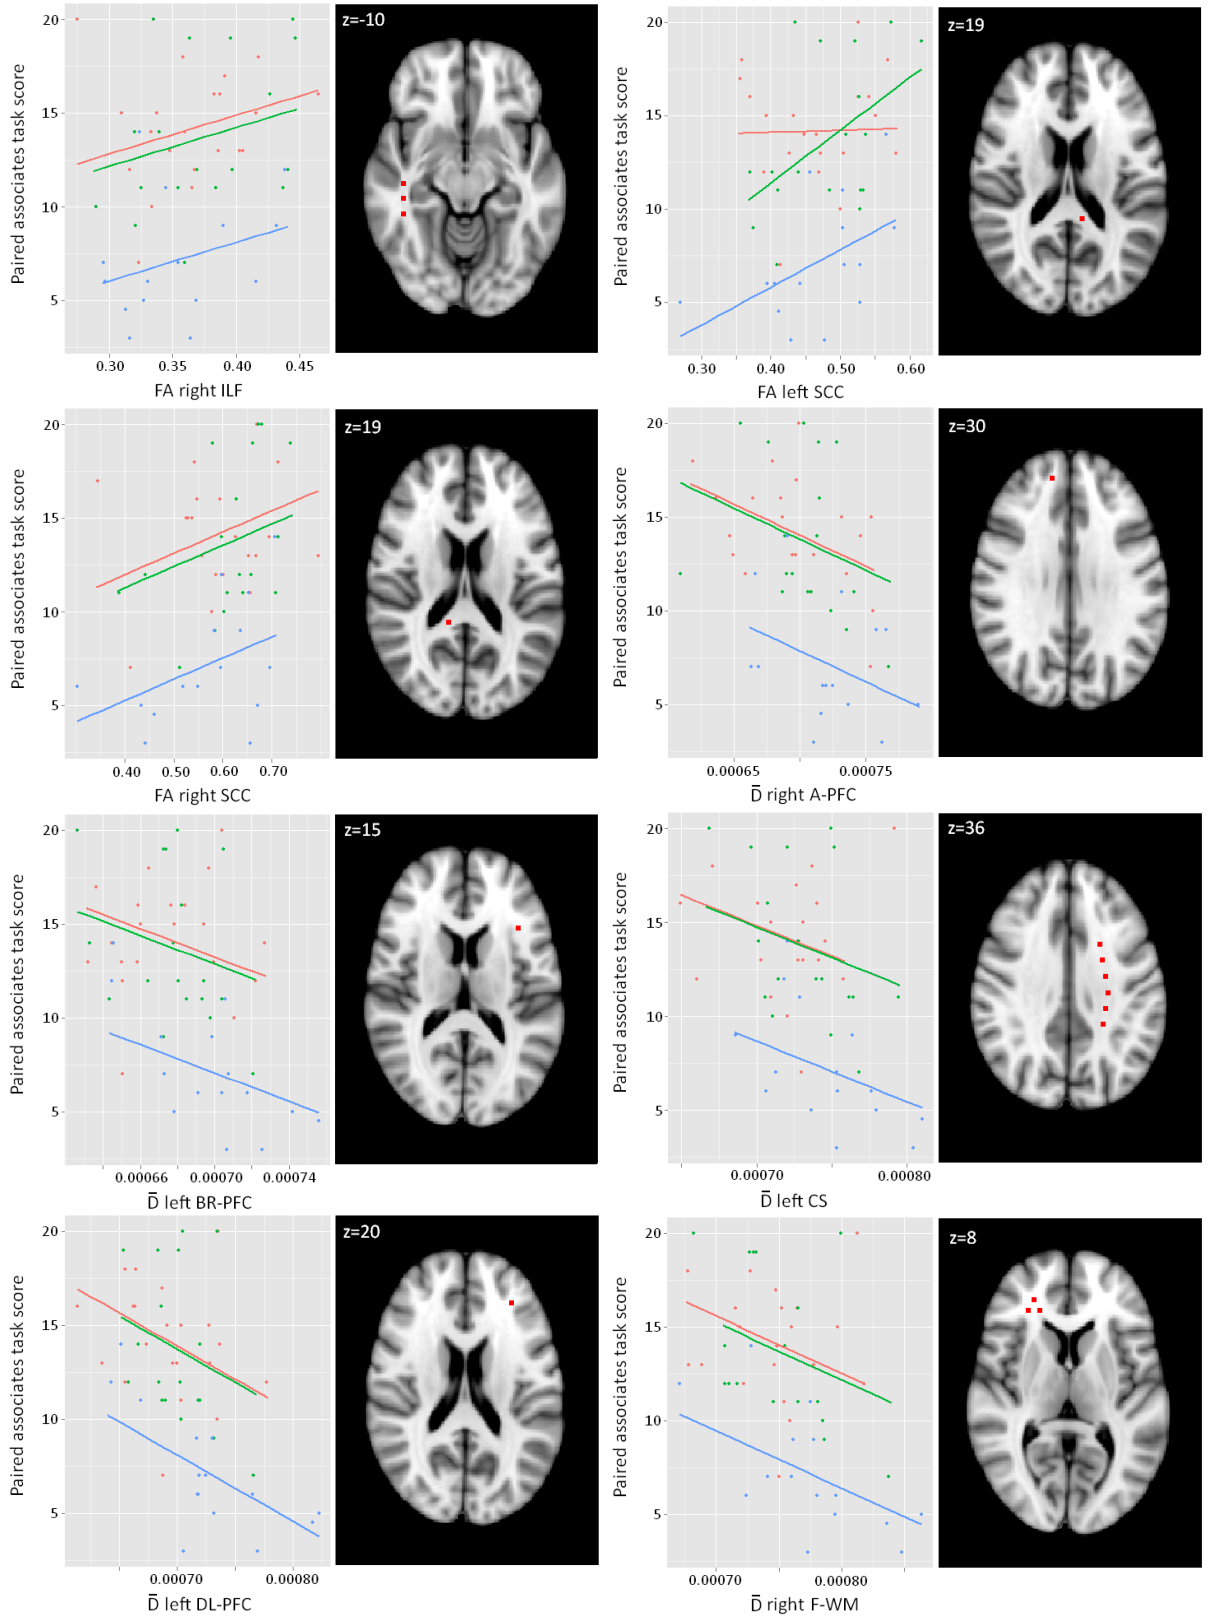 Paired associates task score
20
15
10
5
0.30 0.35 0.40 0.45
FA right ILF
z=-10
Paired associates task score
20
15
10
5
0.30 0.40 0.50 0.60
FA left SCC
z=19
Paired associates task score
20
15
10
5
0.40 0.50 0.60 0.70
FA right SCC
z=19
Paired associates task score
20
15
10
5
0.00065 0.00075
D̄ right A-PFC
z=30
Paired associates task score
20
15
10
5
0.00066 0.00070 0.00074
D̄ left BR-PFC
z=15
Paired associates task score
20
15
10
5
0.00070 0.00080
D̄ left CS
z=36
Paired associates task score
20
15
10
5
0.00070 0.00080
D̄ left DL-PFC
z=20
Paired associates task score
20
15
10
5
0.00070 0.00080
D̄ right F-WM
z=8